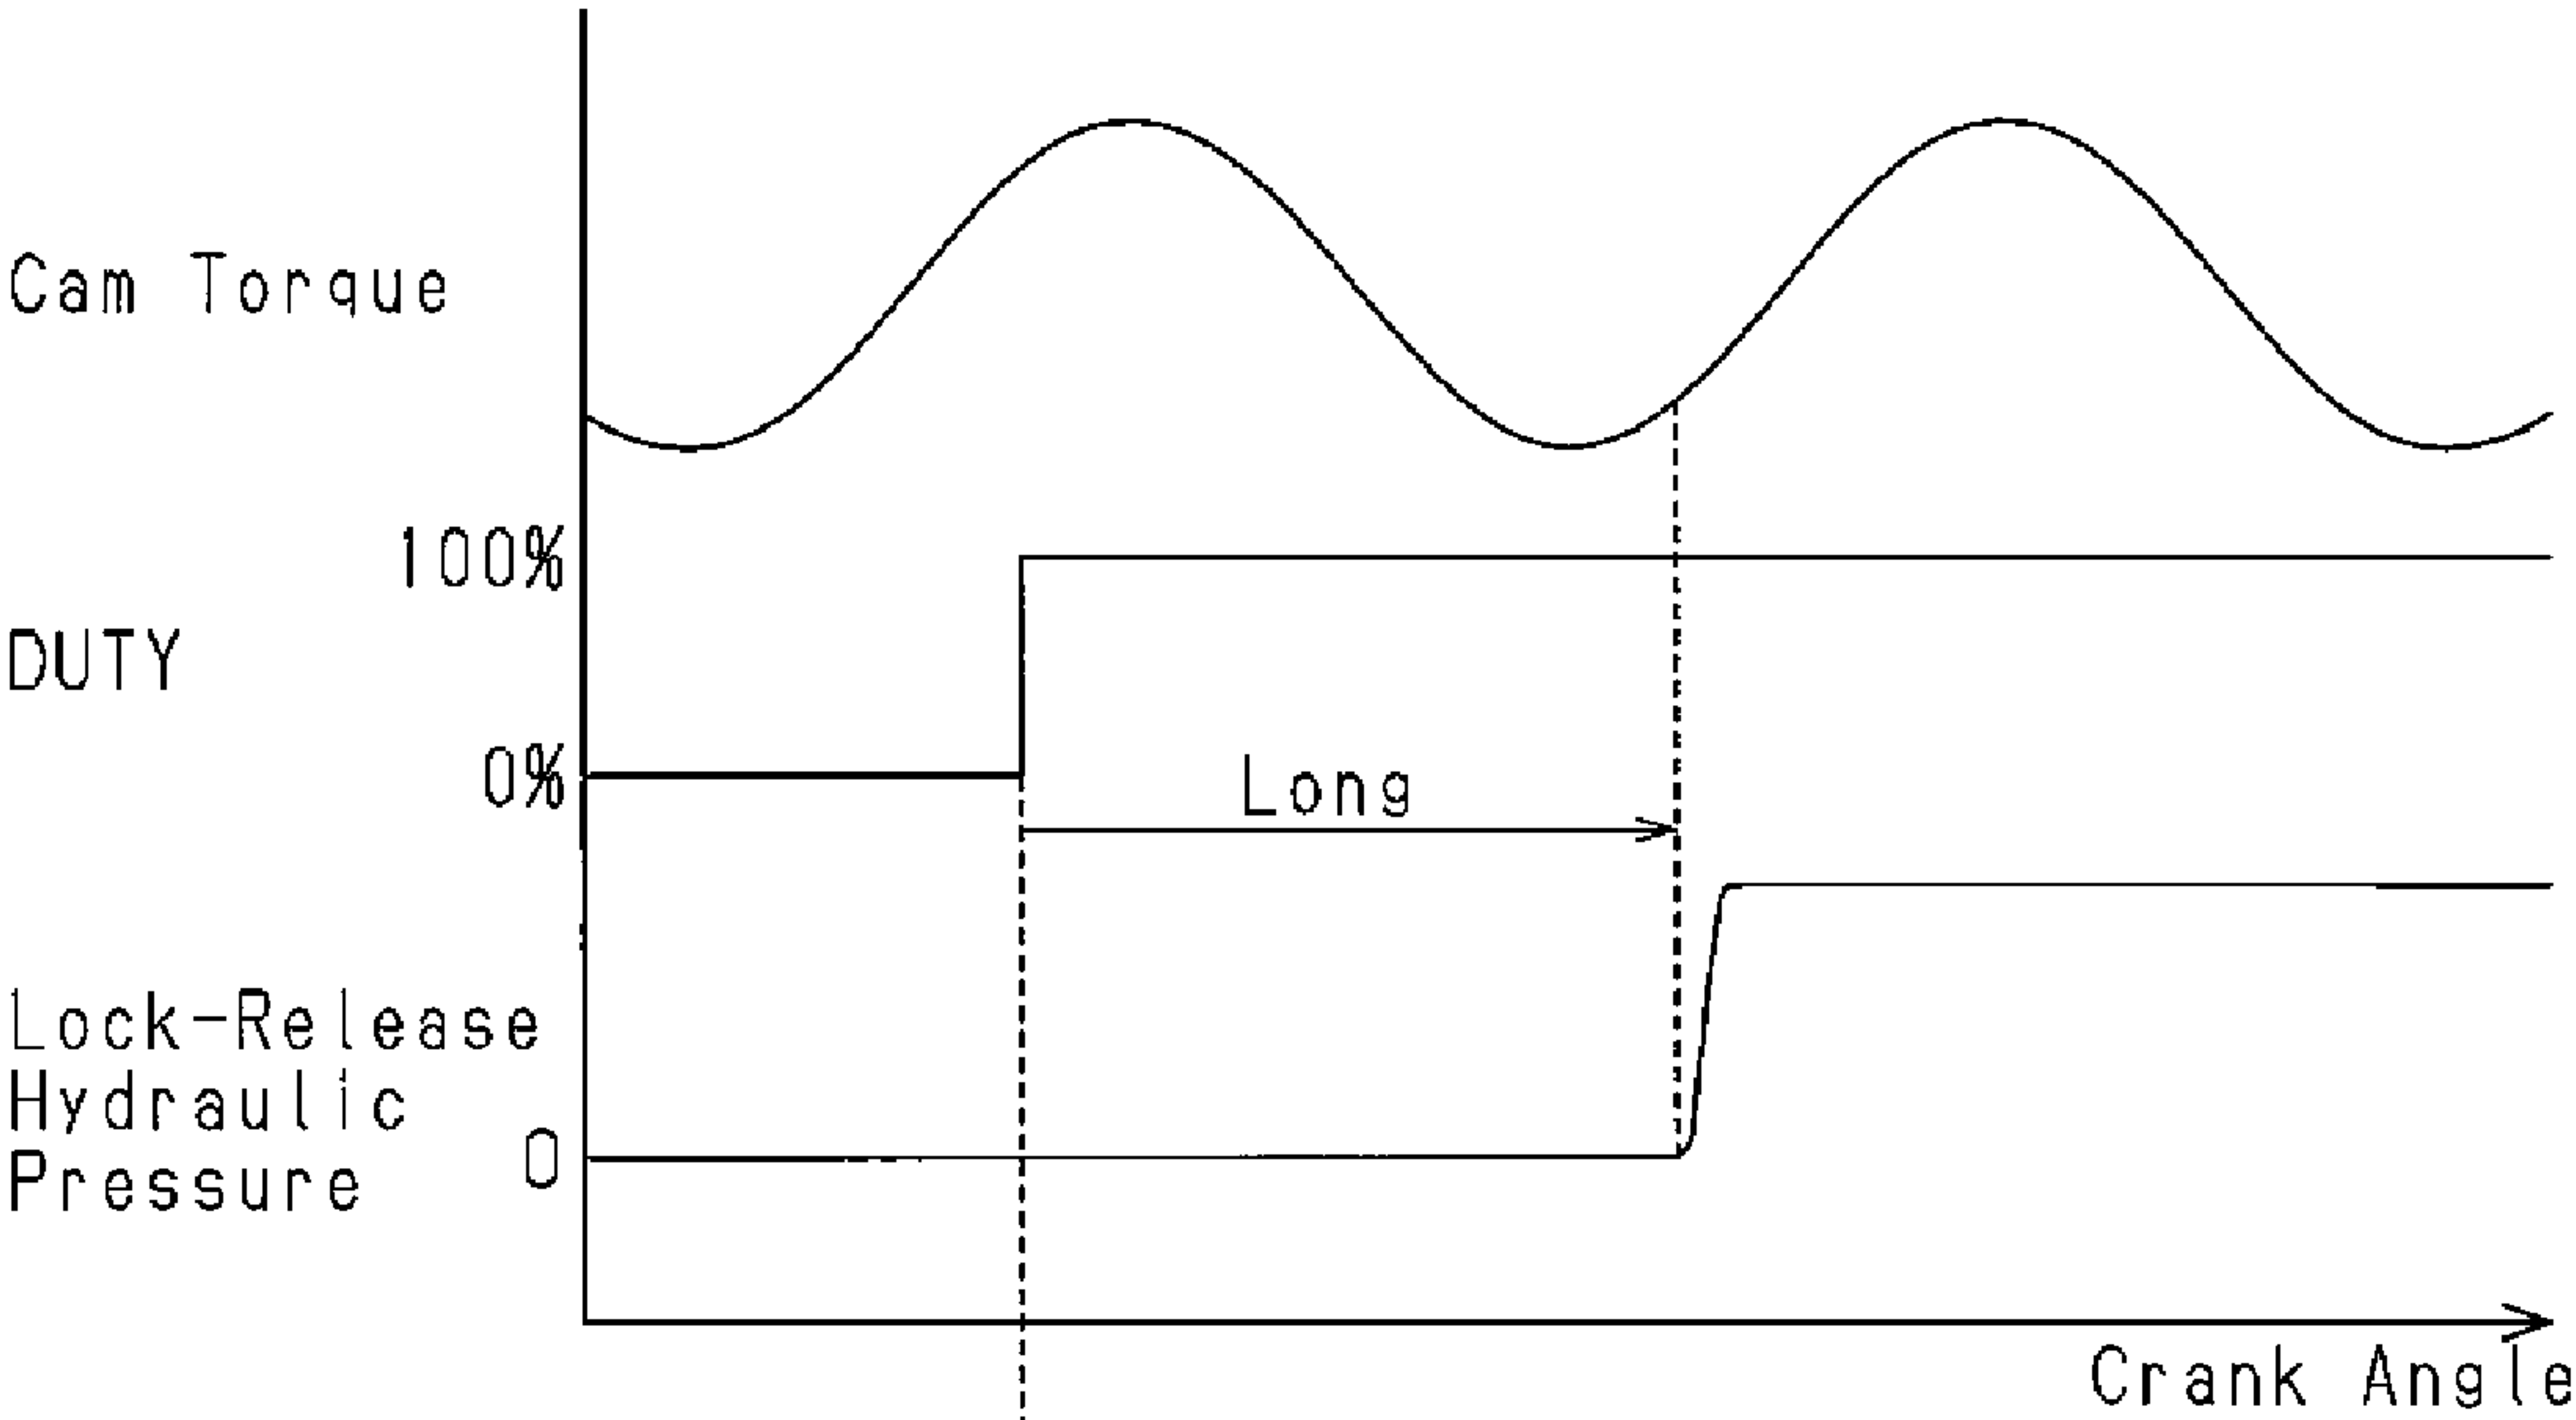 Cam Torque
100%
DUTY
0%
Long
Lock-Release
Hydraulic
Pressure
0
Crank Angle